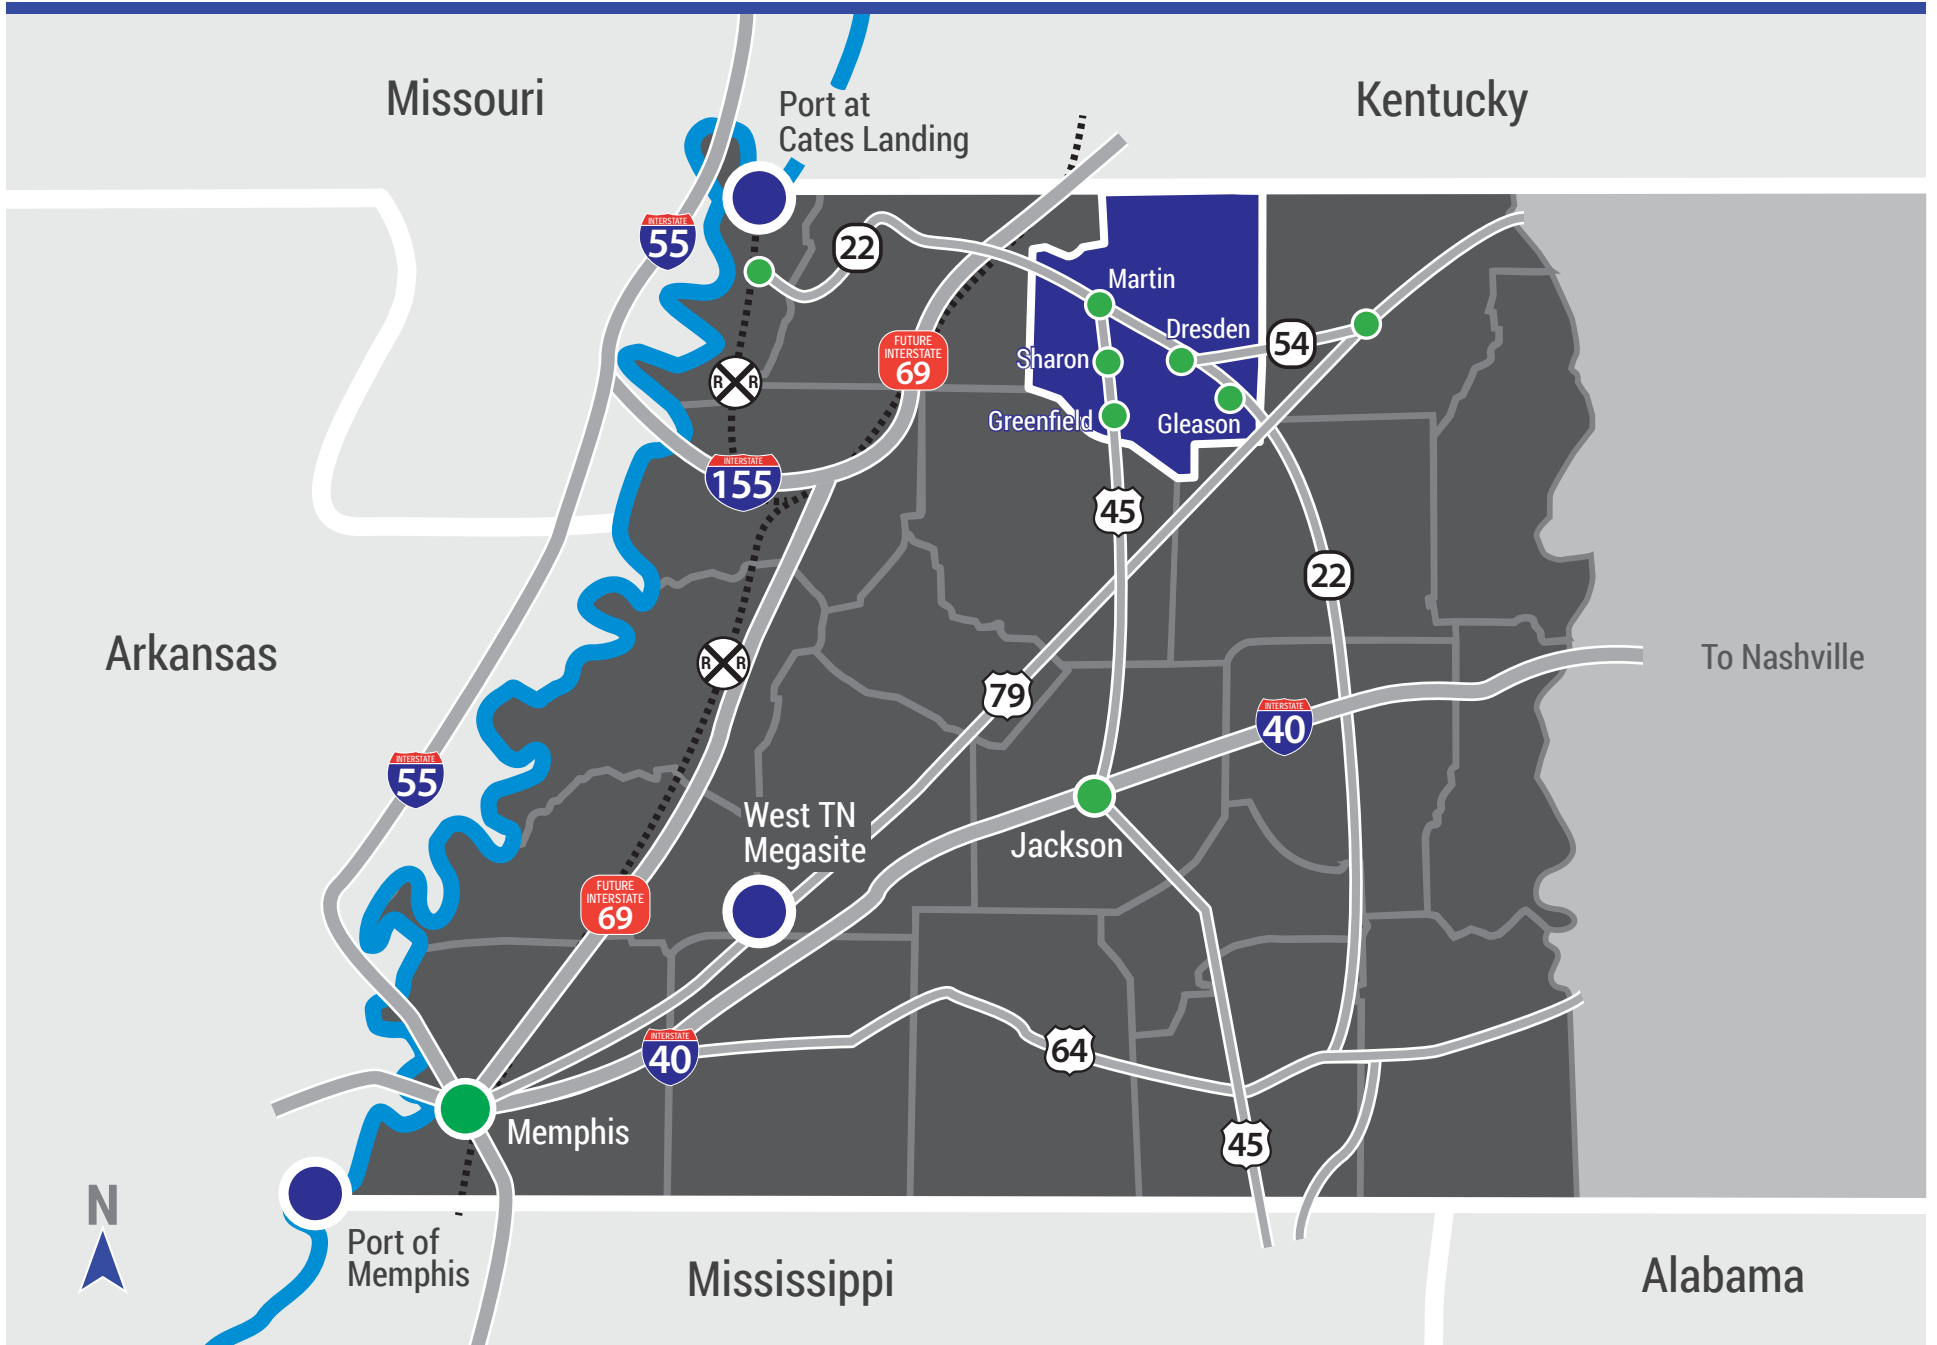 Missouri
Port at
Cates Landing
Kentucky
INTERSTATE
55
22
Martin
Dresden
54
FUTURE
INTERSTATE
69
Sharon
R R
Greenfield
Gleason
INTERSTATE
155
45
22
Arkansas
To Nashville
R R
79
INTERSTATE
40
INTERSTATE
55
West TN
Megasite
Jackson
FUTURE
INTERSTATE
69
INTERSTATE
40
64
Memphis
45
N
Port of
Memphis
Mississippi
Alabama